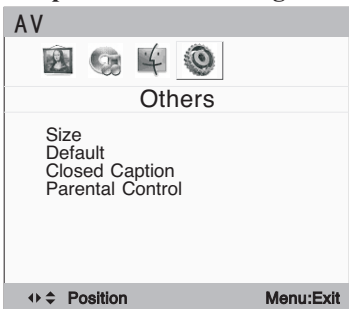 AV
Others
Size
Default
Closed Caption
Parental Control
Position Menu:Exit